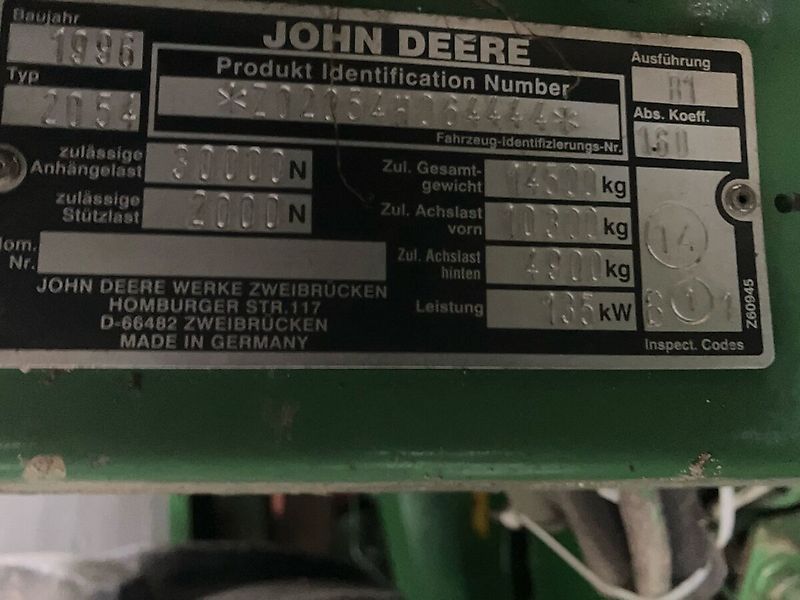 Baujahr 1996
JOHN DEERE
Produkt Identification Number
Ausführung
Typ 2054
Fahrzeug-Identifizierungs-Nr.
Abs. Koeff.
zulässige Anhängelast 30000 N
zulässige Stützlast 2000 N
Nr.
Zul. Gesamt-
gewicht 14500 kg
Zul. Achslast
vorn 10300 kg
Zul. Achslast
hinten 4900 kg
Leistung 135 kW
JOHN DEERE WERKE ZWEIBRÜCKEN
HOMBURGER STR.117
D-66482 ZWEIBRÜCKEN
MADE IN GERMANY
14
Inspect. Codes
Z60945